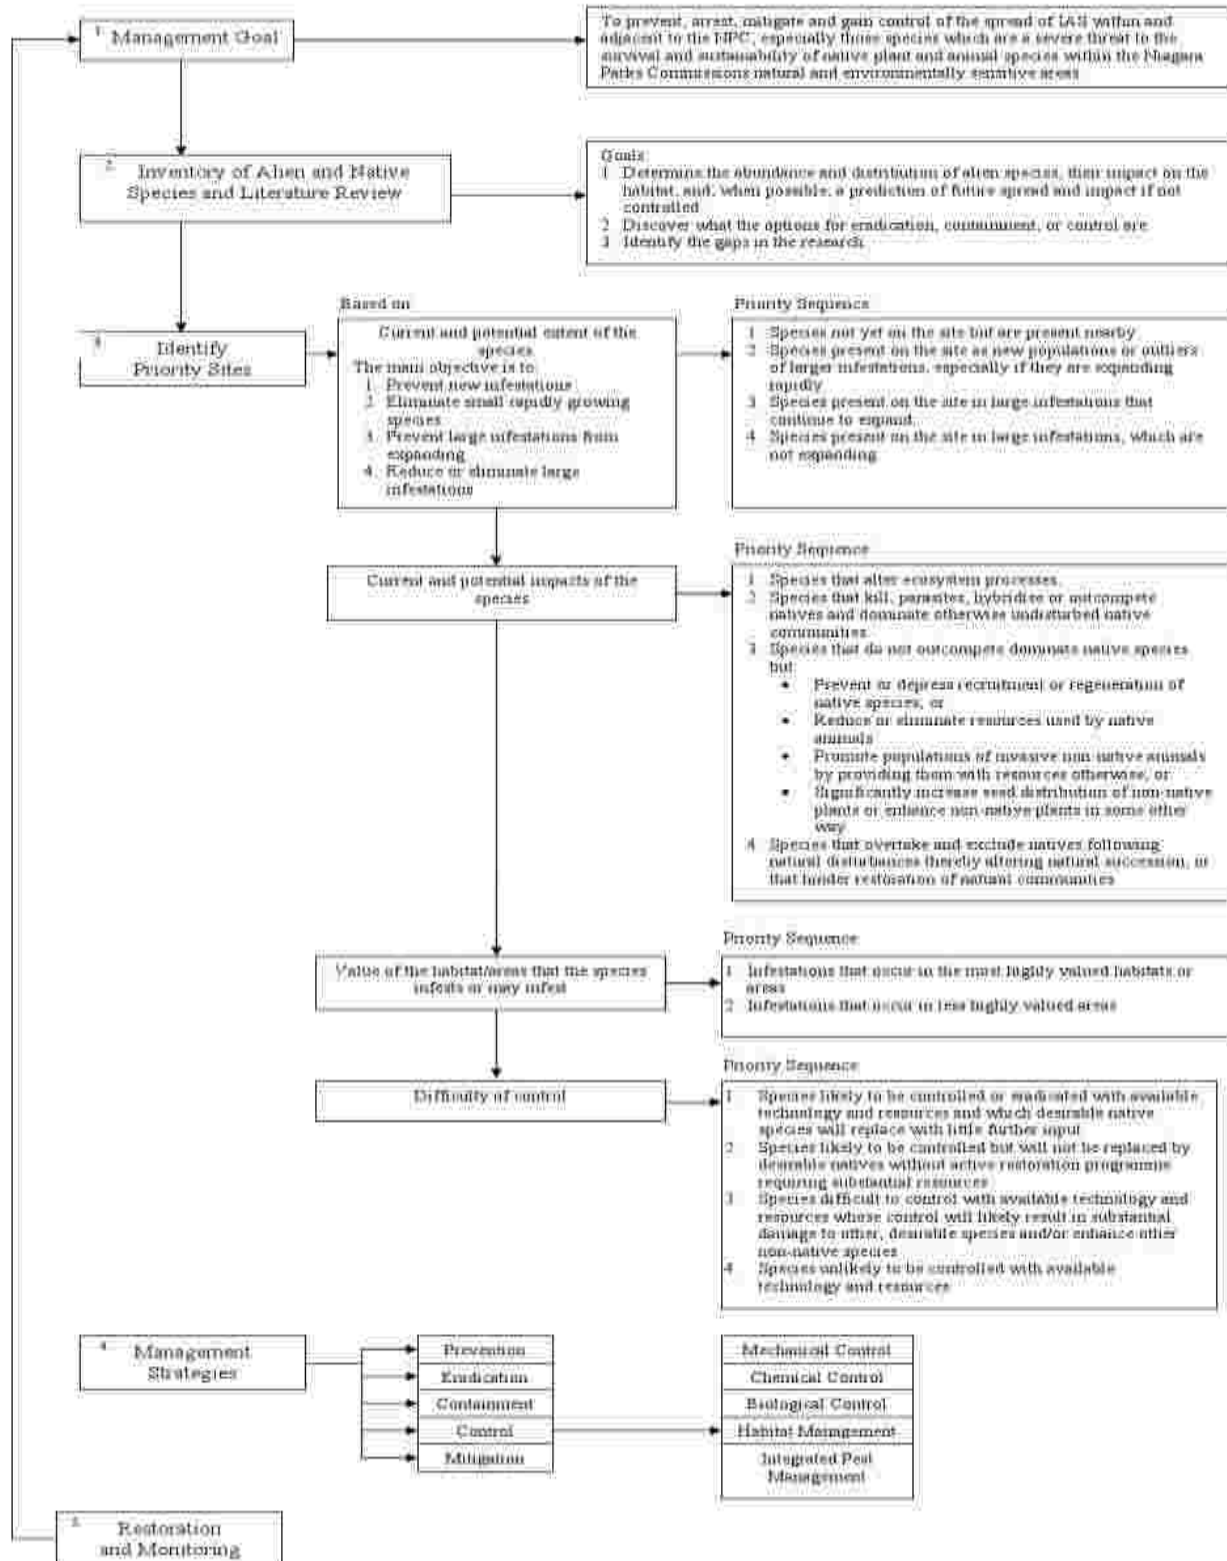 1 Management Goal
To prevent, arrest, mitigate and gain control of the spread of IAS within and
adjacent to the NPC, especially those species which are a severe threat to the
survival and sustainability of native plant and animal species within the Niagara
Parks Commissions natural and environmentally sensitive areas
2 Inventory of Alien and Native
Species and Literature Review
Goals
1 Determine the abundance and distribution of alien species, their impact on the
habitat, and, when possible, a prediction of future spread and impact if not
controlled
2 Discover what the options for eradication, containment, or control are
3 Identify the gaps in the research
3 Identify
Priority Sites
Based on
Current and potential extent of the
species
The main objective is to
1. Prevent new infestations
2. Eliminate small rapidly growing
species
3. Prevent large infestations from
expanding
4. Reduce or eliminate large
infestations
Priority Sequence
1 Species not yet on the site but are present nearby
2 Species present on the site as new populations or outliers
of larger infestations, especially if they are expanding
rapidly
3 Species present on the site in large infestations that
continue to expand.
4 Species present on the site in large infestations, which are
not expanding
Current and potential impacts of the
species
Priority Sequence
1 Species that alter ecosystem processes.
2 Species that kill, parasites, hybridise or outcompete
natives and dominate otherwise undisturbed native
communities
3 Species that do not outcompete dominate native species
but
• Prevent or depress recruitment or regeneration of
native species, or
• Reduce or eliminate resources used by native
animals
• Promote populations of invasive non-native animals
by providing them with resources otherwise, or
• Significantly increase seed distribution of non-native
plants or enhance non-native plants in some other
way
4 Species that overtake and exclude natives following
natural disturbances thereby altering natural succession, or
that hinder restoration of natural communities
Value of the habitat/areas that the species
infests or may infest
Priority Sequence
1 Infestations that occur in the most highly valued habitats or
areas
2 Infestations that occur in less highly valued areas
Difficulty of control
Priority Sequence
1 Species likely to be controlled or eradicated with available
technology and resources and which desirable native
species will replace with little further input
2 Species likely to be controlled but will not be replaced by
desirable natives without active restoration programme
requiring substantial resources
3 Species difficult to control with available technology and
resources whose control will likely result in substantial
damage to other, desirable species and/or enhance other
non-native species
4 Species unlikely to be controlled with available
technology and resources
4 Management
Strategies
Prevention
Eradication
Containment
Control
Mitigation
Mechanical Control
Chemical Control
Biological Control
Habitat Management
Integrated Pest
Management
5 Restoration
and Monitoring